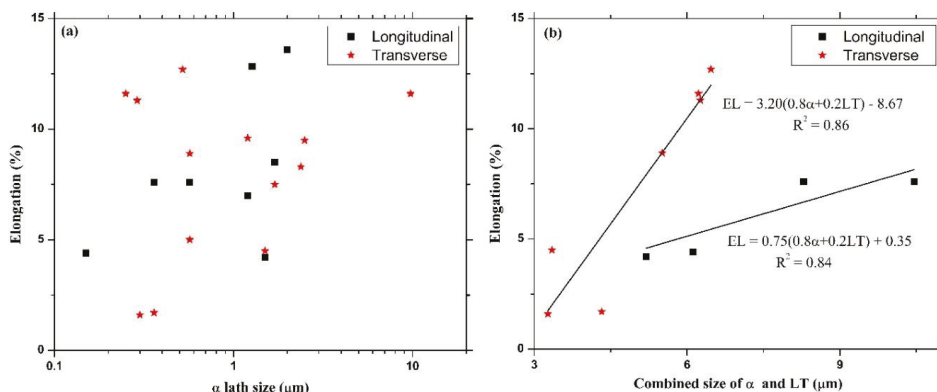 (a)
Longitudinal
Transverse
15
10
5
0
Elongation (%)
0.1
1
10
α lath size (μm)
(b)
Longitudinal
Transverse
15
10
5
0
Elongation (%)
EL = 3.20(0.8α+0.2LT) - 8.67
R² = 0.86
EL = 0.75(0.8α+0.2LT) + 0.35
R² = 0.84
3
6
9
Combined size of α and LT (μm)